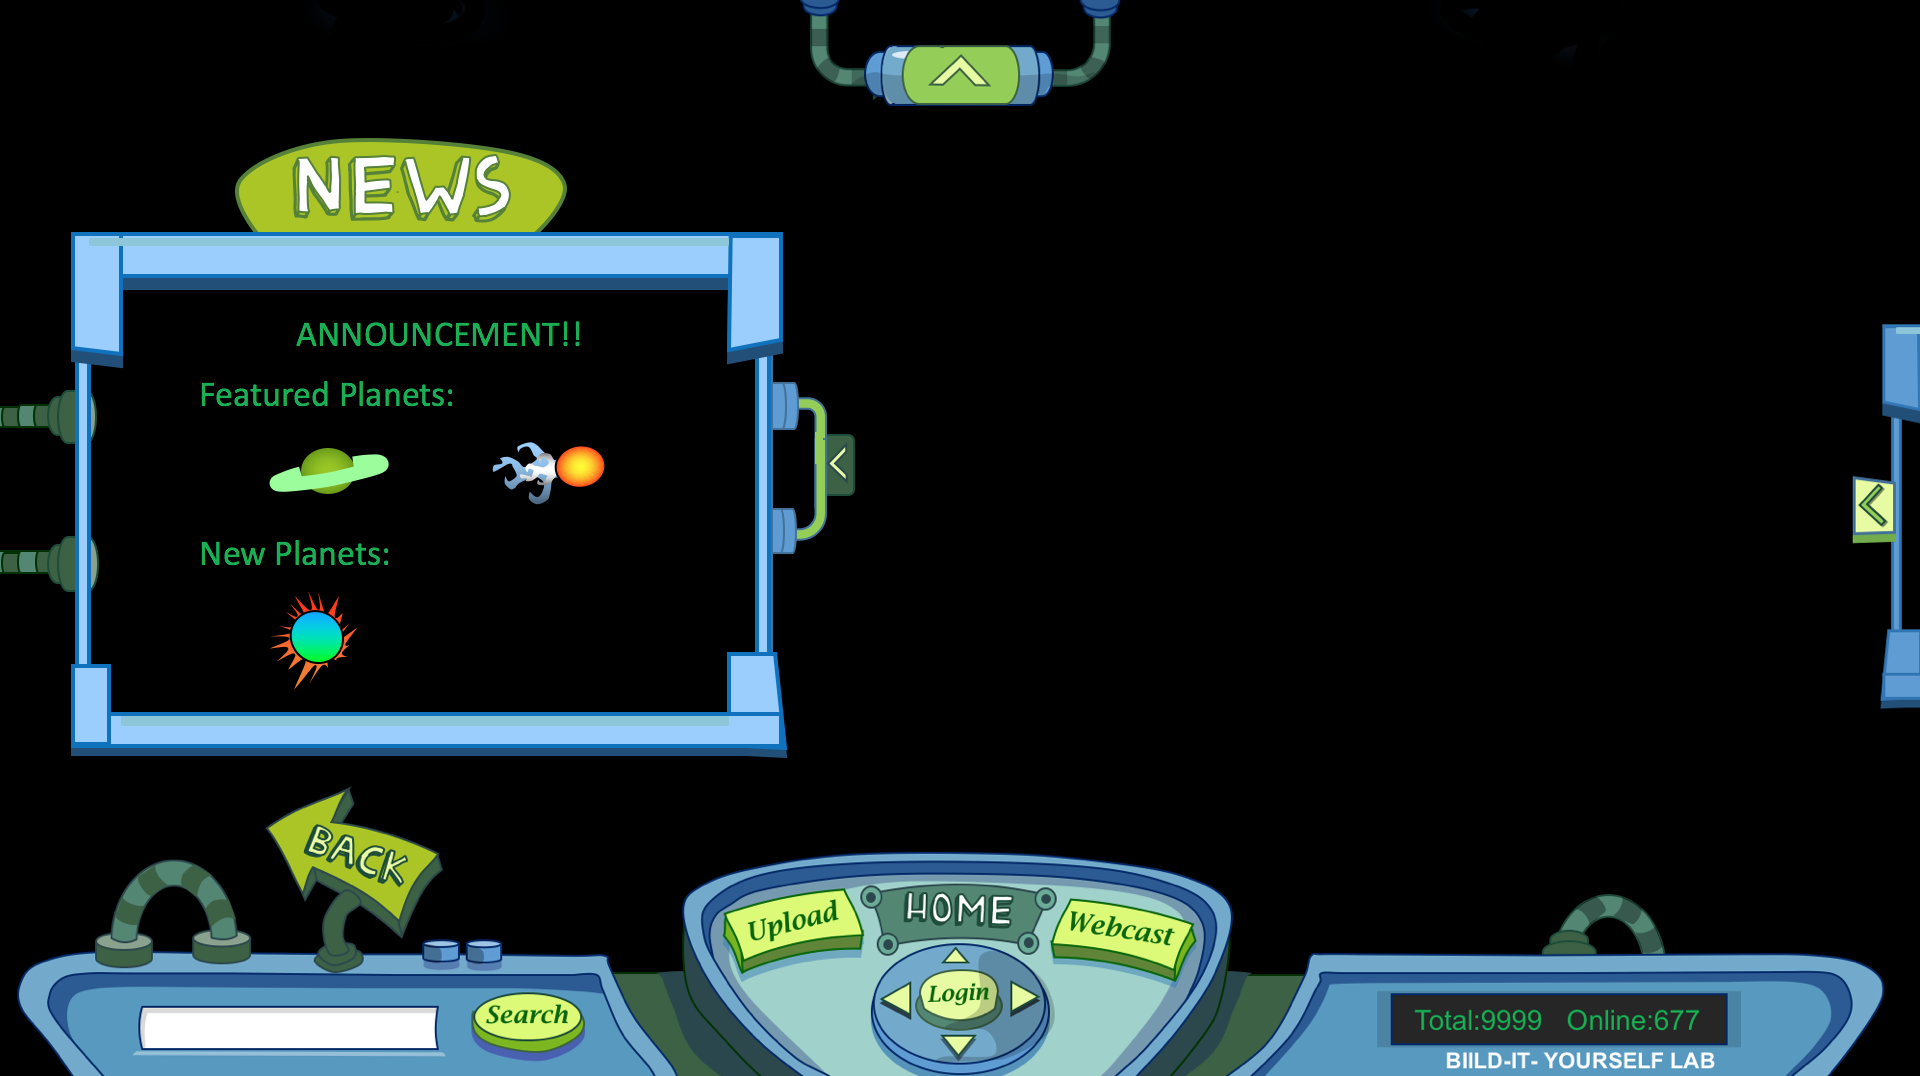 NEWS
ANNOUNCEMENT!!
Featured Planets:
New Planets:
BACK
Upload
HOME
Webcast
Login
Search
Total:9999 Online:677
BIILD-IT- YOURSELF LAB